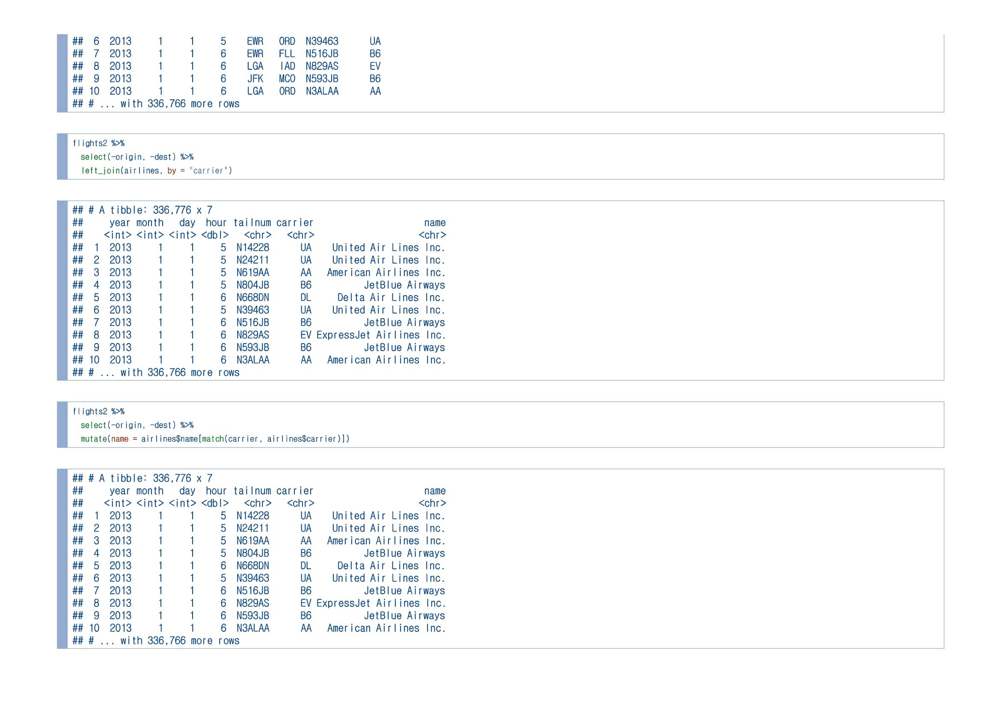 ##  6  2013     1     1     5    EWR   ORD  N39463      UA
##  7  2013     1     1     6    EWR   FLL  N516JB      B6
##  8  2013     1     1     6    LGA   IAD  N829AS      EV
##  9  2013     1     1     6    JFK   MCO  N593JB      B6
## 10  2013     1     1     6    LGA   ORD  N3ALAA      AA
## # ... with 336,766 more rows
flights2 %>%
  select(-origin, -dest) %>%
  left_join(airlines, by = "carrier")
## # A tibble: 336,776 x 7
##     year month   day  hour tailnum carrier                     name
##    <int> <int> <int> <dbl>   <chr>   <chr>                    <chr>
##  1  2013     1     1     5  N14228      UA    United Air Lines Inc.
##  2  2013     1     1     5  N24211      UA    United Air Lines Inc.
##  3  2013     1     1     5  N619AA      AA   American Airlines Inc.
##  4  2013     1     1     5  N804JB      B6          JetBlue Airways
##  5  2013     1     1     6  N668DN      DL     Delta Air Lines Inc.
##  6  2013     1     1     5  N39463      UA    United Air Lines Inc.
##  7  2013     1     1     6  N516JB      B6          JetBlue Airways
##  8  2013     1     1     6  N829AS      EV ExpressJet Airlines Inc.
##  9  2013     1     1     6  N593JB      B6          JetBlue Airways
## 10  2013     1     1     6  N3ALAA      AA   American Airlines Inc.
## # ... with 336,766 more rows
flights2 %>%
  select(-origin, -dest) %>%
  mutate(name = airlines$name[match(carrier, airlines$carrier)])
## # A tibble: 336,776 x 7
##     year month   day  hour tailnum carrier                     name
##    <int> <int> <int> <dbl>   <chr>   <chr>                    <chr>
##  1  2013     1     1     5  N14228      UA    United Air Lines Inc.
##  2  2013     1     1     5  N24211      UA    United Air Lines Inc.
##  3  2013     1     1     5  N619AA      AA   American Airlines Inc.
##  4  2013     1     1     5  N804JB      B6          JetBlue Airways
##  5  2013     1     1     6  N668DN      DL     Delta Air Lines Inc.
##  6  2013     1     1     5  N39463      UA    United Air Lines Inc.
##  7  2013     1     1     6  N516JB      B6          JetBlue Airways
##  8  2013     1     1     6  N829AS      EV ExpressJet Airlines Inc.
##  9  2013     1     1     6  N593JB      B6          JetBlue Airways
## 10  2013     1     1     6  N3ALAA      AA   American Airlines Inc.
## # ... with 336,766 more rows